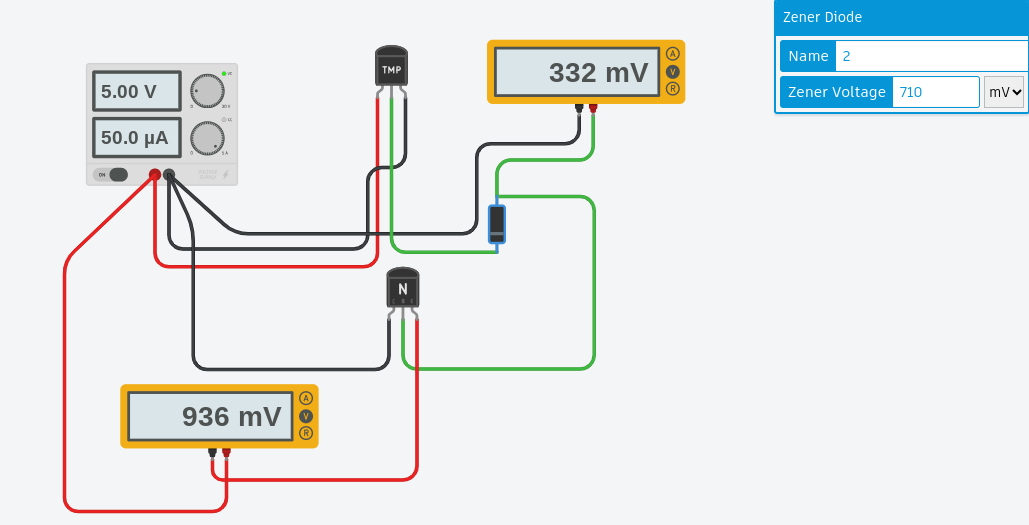 Zener Diode
Name 2
Zener Voltage 710 mV
TMP
332 mV
A
V
R
5.00 V
50.0 µA
ON
N
936 mV
A
V
R